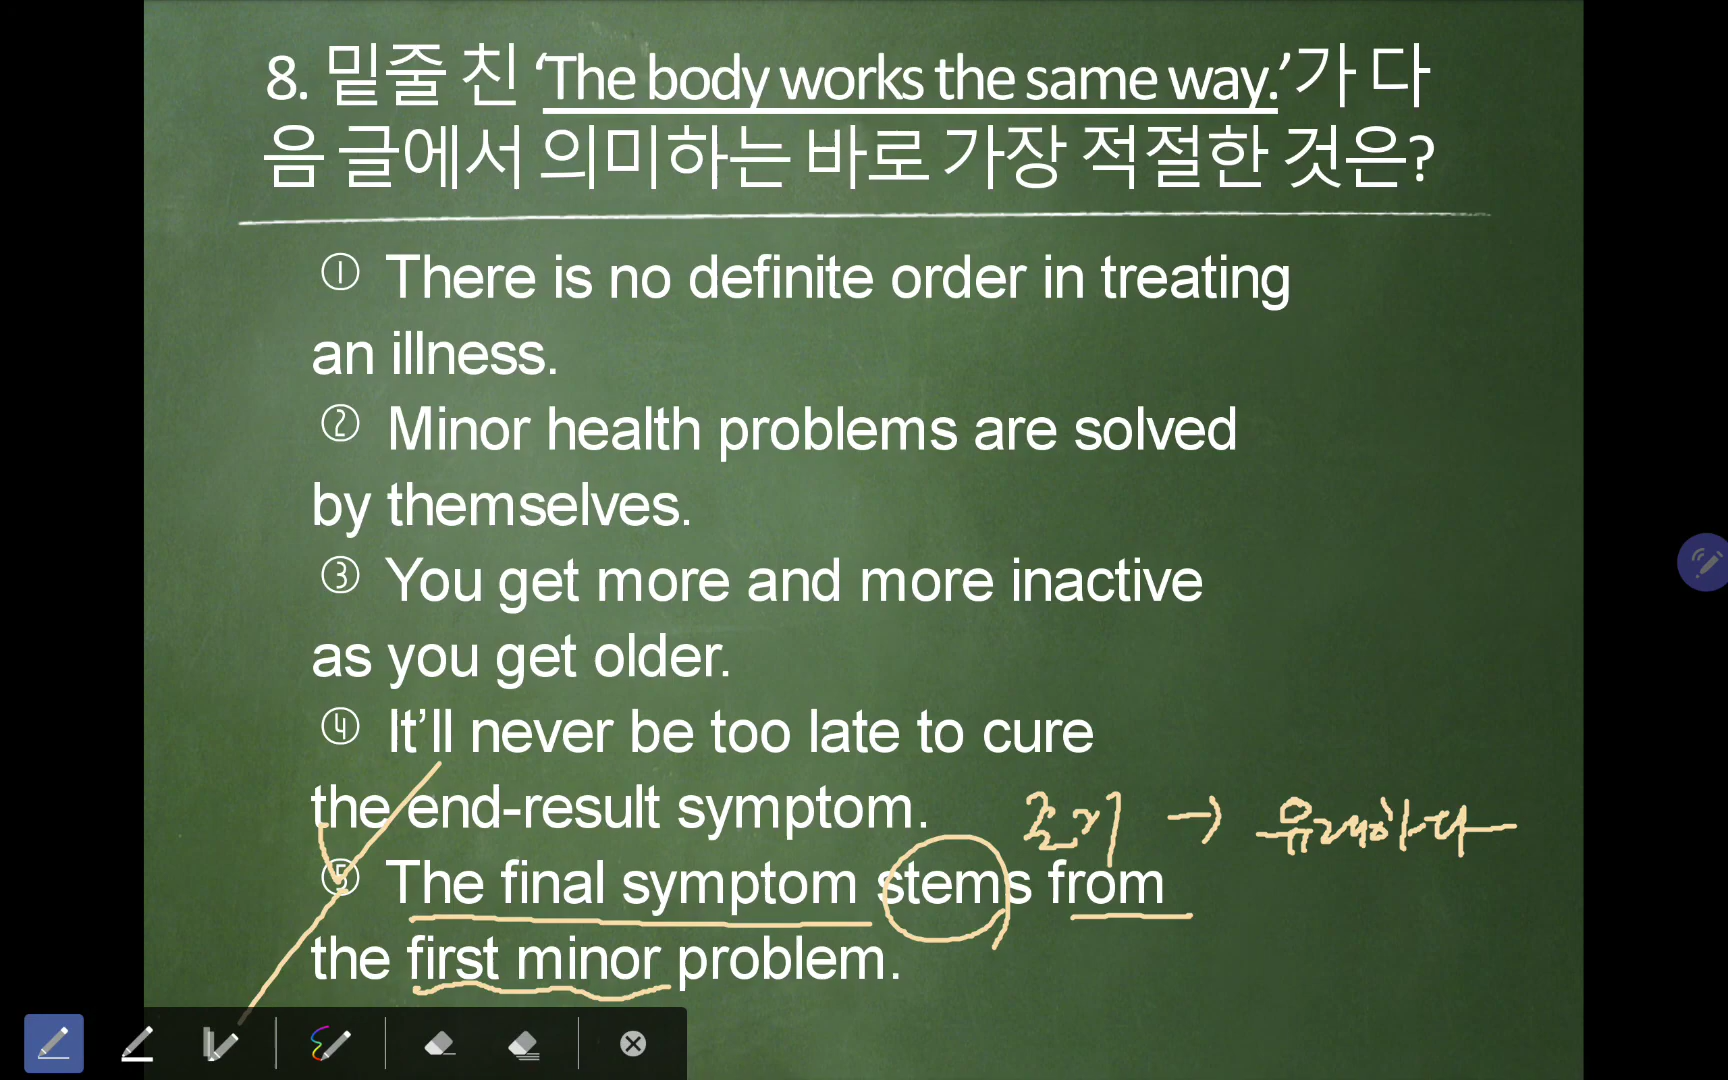 8. 밑줄 친 ‘The body works the same way.’가 다
음 글에서 의미하는 바로 가장 적절한 것은?
① There is no definite order in treating
an illness.
② Minor health problems are solved
by themselves.
③ You get more and more inactive
as you get older.
④ It’ll never be too late to cure
the end-result symptom.
줄기 → 유래하다
⑤ The final symptom stems from
the first minor problem.